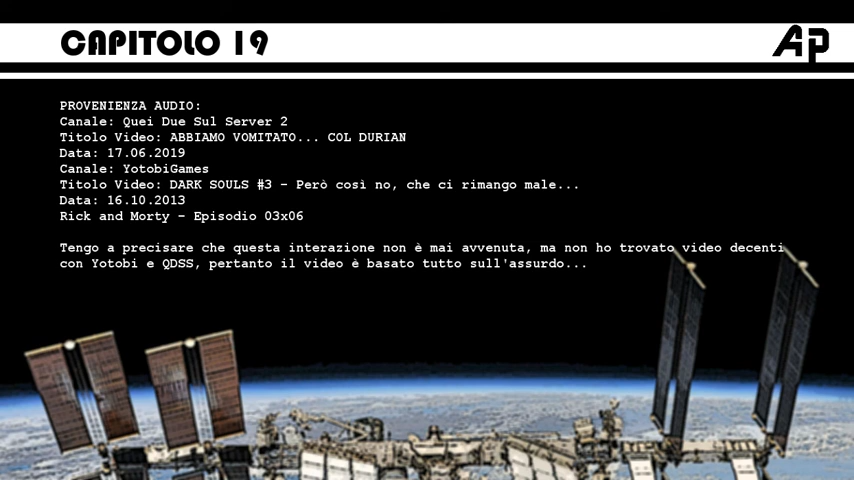 CAPITOLO 19
AP
PROVENIENZA AUDIO:
Canale: Quei Due Sul Server 2
Titolo Video: ABBIAMO VOMITATO... COL DURIAN
Data: 17.06.2019
Canale: YotobiGames
Titolo Video: DARK SOULS #3 - Però così no, che ci rimango male...
Data: 16.10.2013
Rick and Morty - Episodio 03x06
Tengo a precisare che questa interazione non è mai avvenuta, ma non ho trovato video decenti
con Yotobi e QDSS, pertanto il video è basato tutto sull'assurdo...